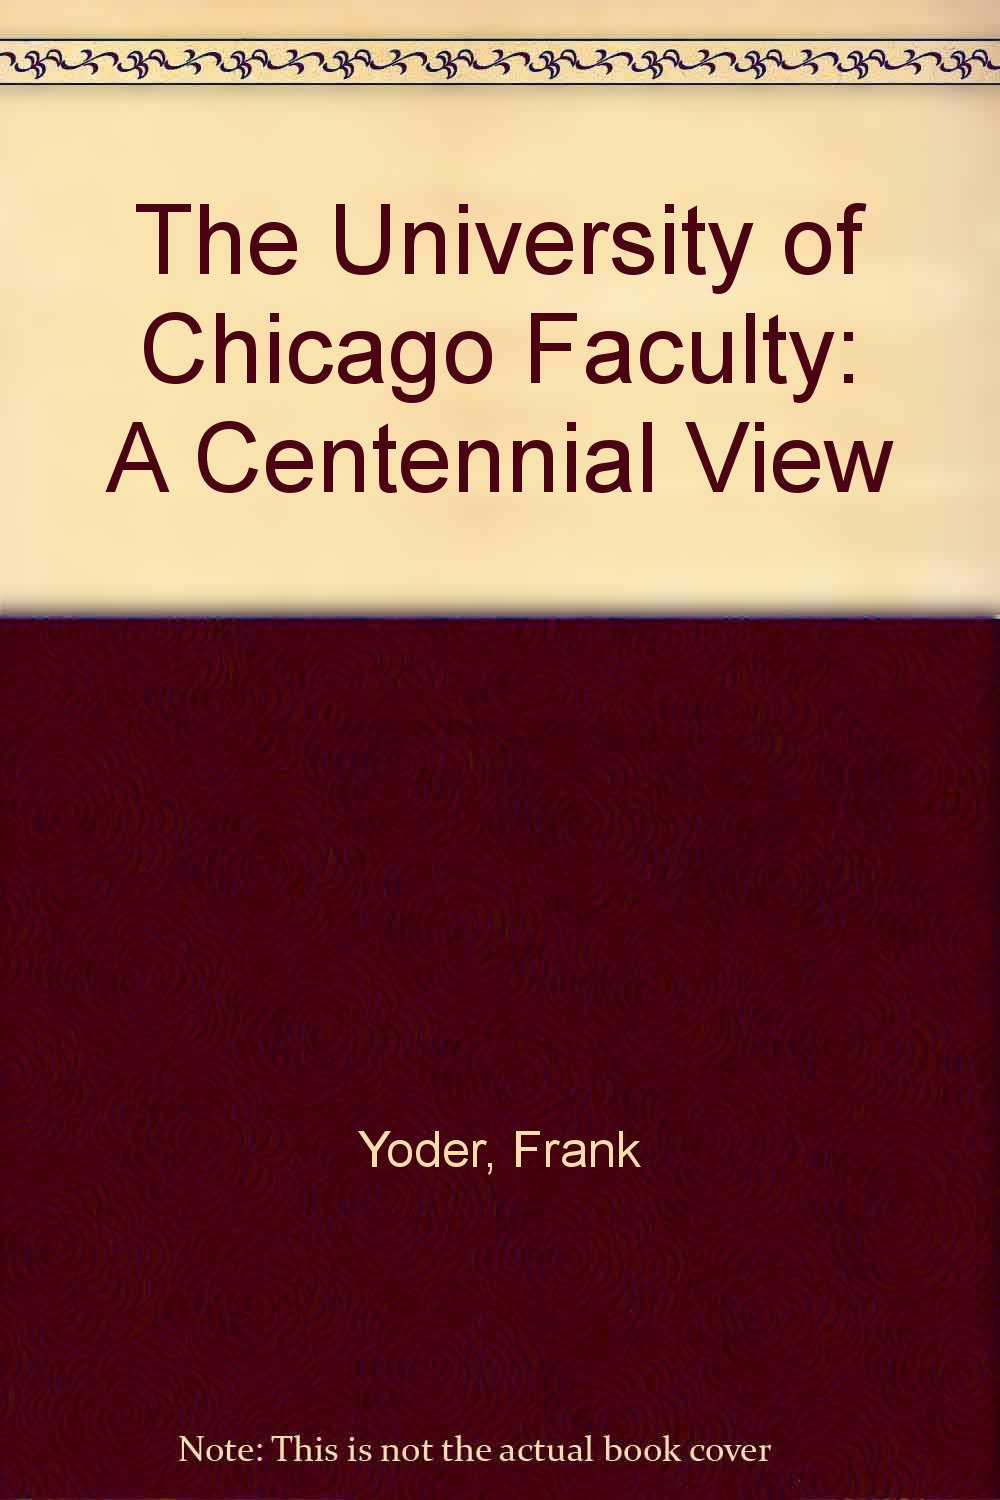 The University of
Chicago Faculty:
A Centennial View
Yoder, Frank
Note: This is not the actual book cover